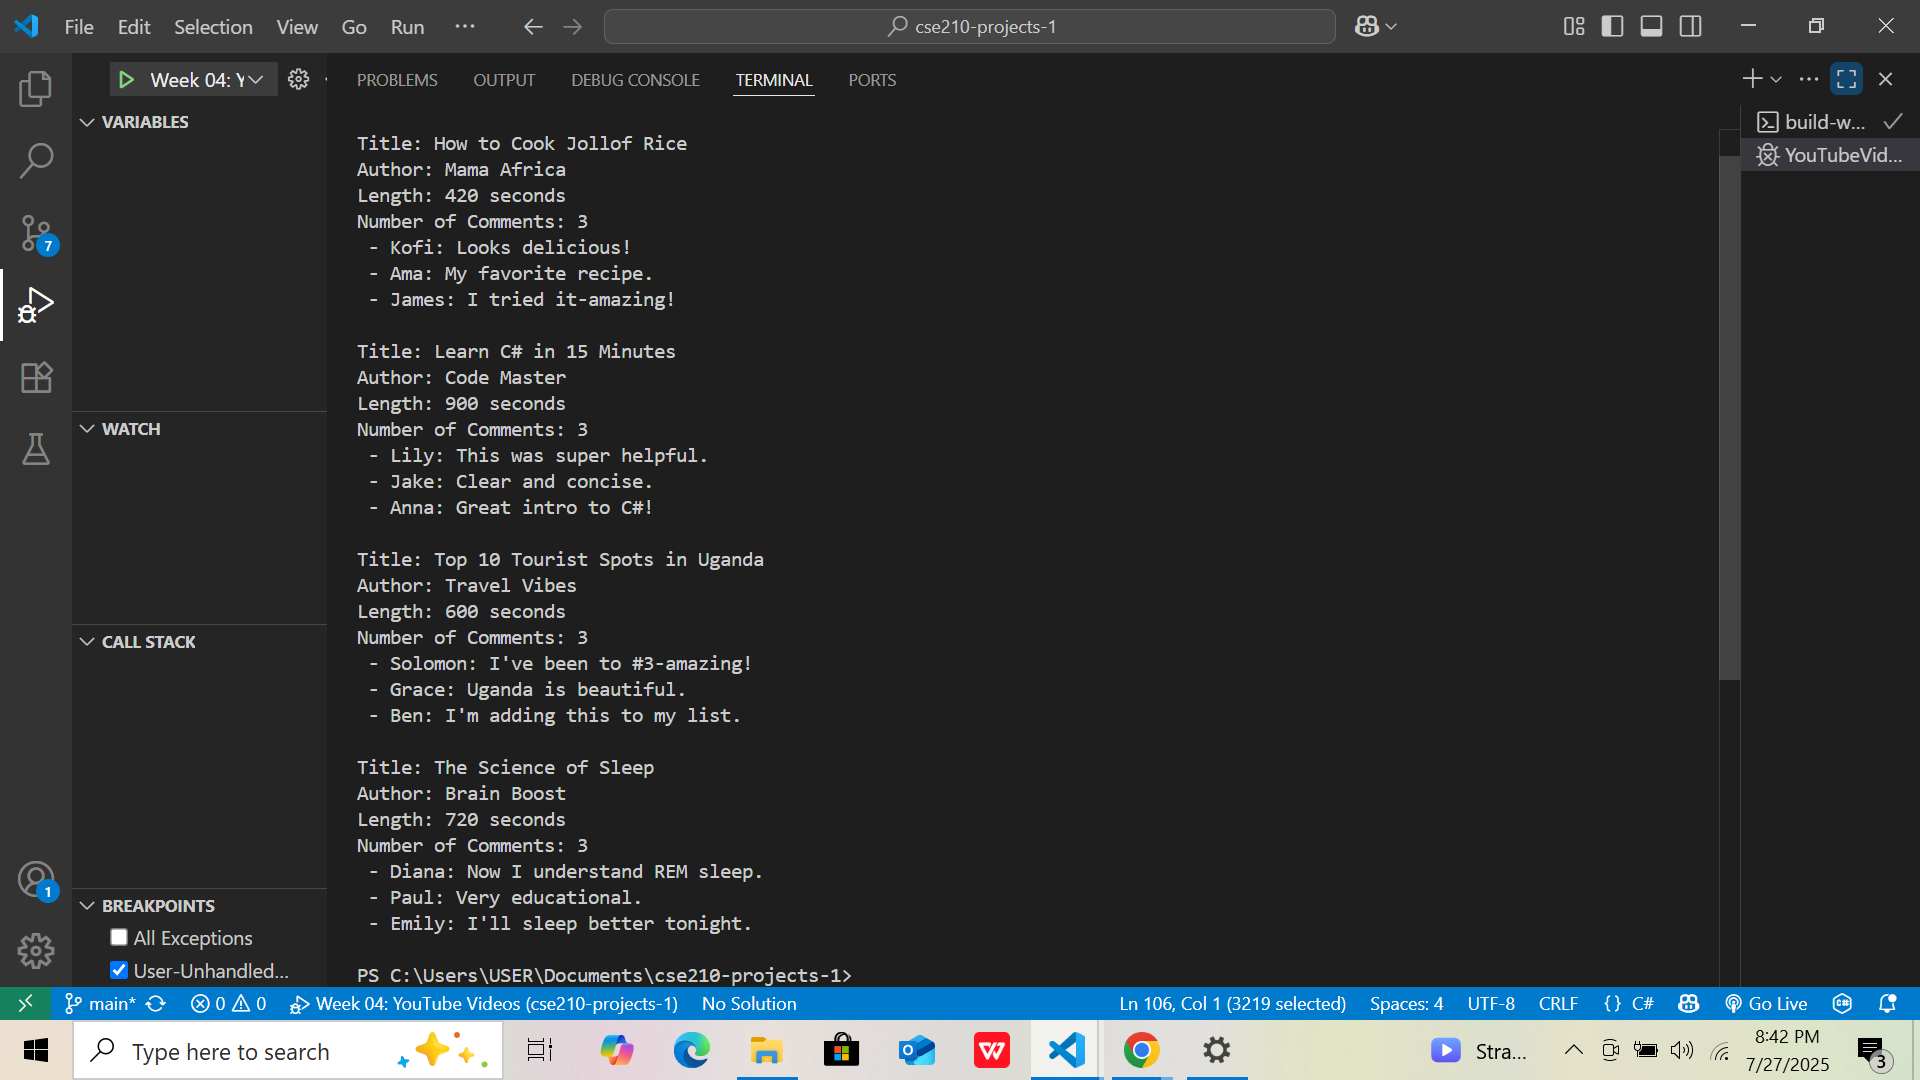 File Edit Selection View Go Run ... cse210-projects-1
Week 04: Y
PROBLEMS OUTPUT DEBUG CONSOLE TERMINAL PORTS
VARIABLES
WATCH
CALL STACK
BREAKPOINTS
All Exceptions
User-Unhandled...
Title: How to Cook Jollof Rice
Author: Mama Africa
Length: 420 seconds
Number of Comments: 3
- Kofi: Looks delicious!
- Ama: My favorite recipe.
- James: I tried it-amazing!
Title: Learn C# in 15 Minutes
Author: Code Master
Length: 900 seconds
Number of Comments: 3
- Lily: This was super helpful.
- Jake: Clear and concise.
- Anna: Great intro to C#!
Title: Top 10 Tourist Spots in Uganda
Author: Travel Vibes
Length: 600 seconds
Number of Comments: 3
- Solomon: I've been to #3-amazing!
- Grace: Uganda is beautiful.
- Ben: I'm adding this to my list.
Title: The Science of Sleep
Author: Brain Boost
Length: 720 seconds
Number of Comments: 3
- Diana: Now I understand REM sleep.
- Paul: Very educational.
- Emily: I'll sleep better tonight.
PS C:\Users\USER\Documents\cse210-projects-1>
build-w...
YouTubeVid...
7
1
main* 0 0 Week 04: YouTube Videos (cse210-projects-1) No Solution Ln 106, Col 1 (3219 selected) Spaces: 4 UTF-8 CRLF {} C# Go Live
Type here to search
Stra...
8:42 PM
7/27/2025
3